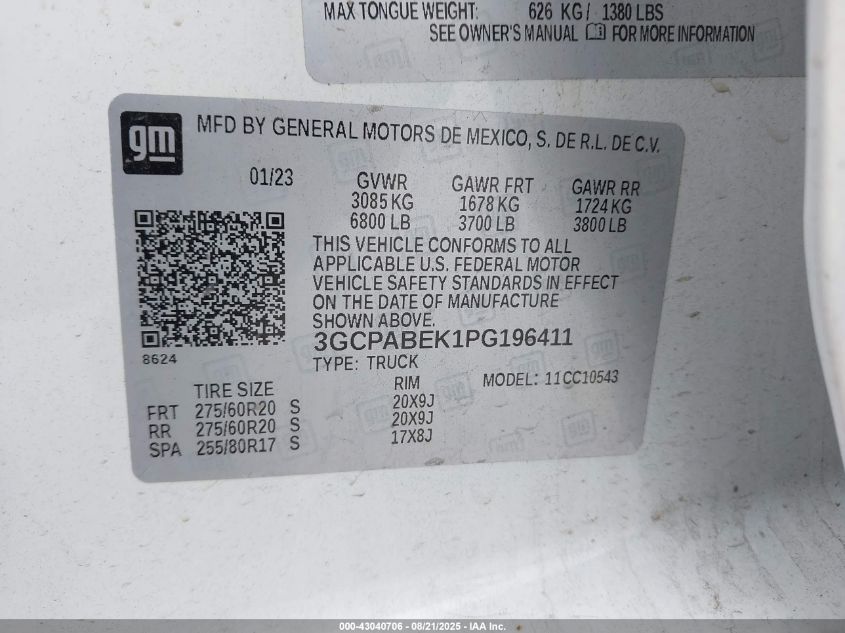 MAX TONGUE WEIGHT: 626 KG / 1380 LBS
SEE OWNER'S MANUAL FOR MORE INFORMATION
gm
MFD BY GENERAL MOTORS DE MEXICO, S. DE R.L. DE C.V.
01/23 GVWR GAWR FRT GAWR RR
3085 KG 1678 KG 1724 KG
6800 LB 3700 LB 3800 LB
THIS VEHICLE CONFORMS TO ALL
APPLICABLE U.S. FEDERAL MOTOR
VEHICLE SAFETY STANDARDS IN EFFECT
ON THE DATE OF MANUFACTURE
SHOWN ABOVE.
8624
3GCPABEK1PG196411
TYPE: TRUCK
TIRE SIZE RIM MODEL: 11CC10543
FRT 275/60R20 S 20X9J
RR 275/60R20 S 20X9J
SPA 255/80R17 S 17X8J
000-43040706 - 08/21/2025 - IAA Inc.